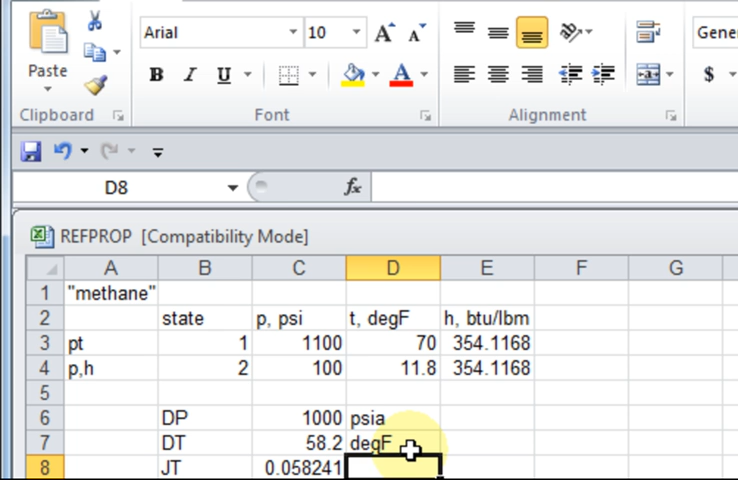 Arial 10 A A Gene
Paste B I U A $
Clipboard Font Alignment
D8 fx
REFPROP [Compatibility Mode]
A B C D E F G
1 "methane"
2 state p, psi t, degF h, btu/lbm
3 pt 1 1100 70 354.1168
4 p,h 2 100 11.8 354.1168
5
6 DP 1000 psia
7 DT 58.2 degF
8 JT 0.058241